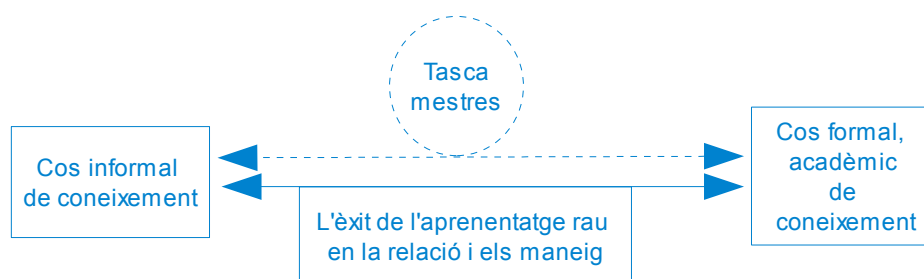 Tasca
mestres
Cos informal
de coneixement
Cos formal,
acadèmic
de
coneixement
L'èxit de l'aprenentatge rau
en la relació i els maneig